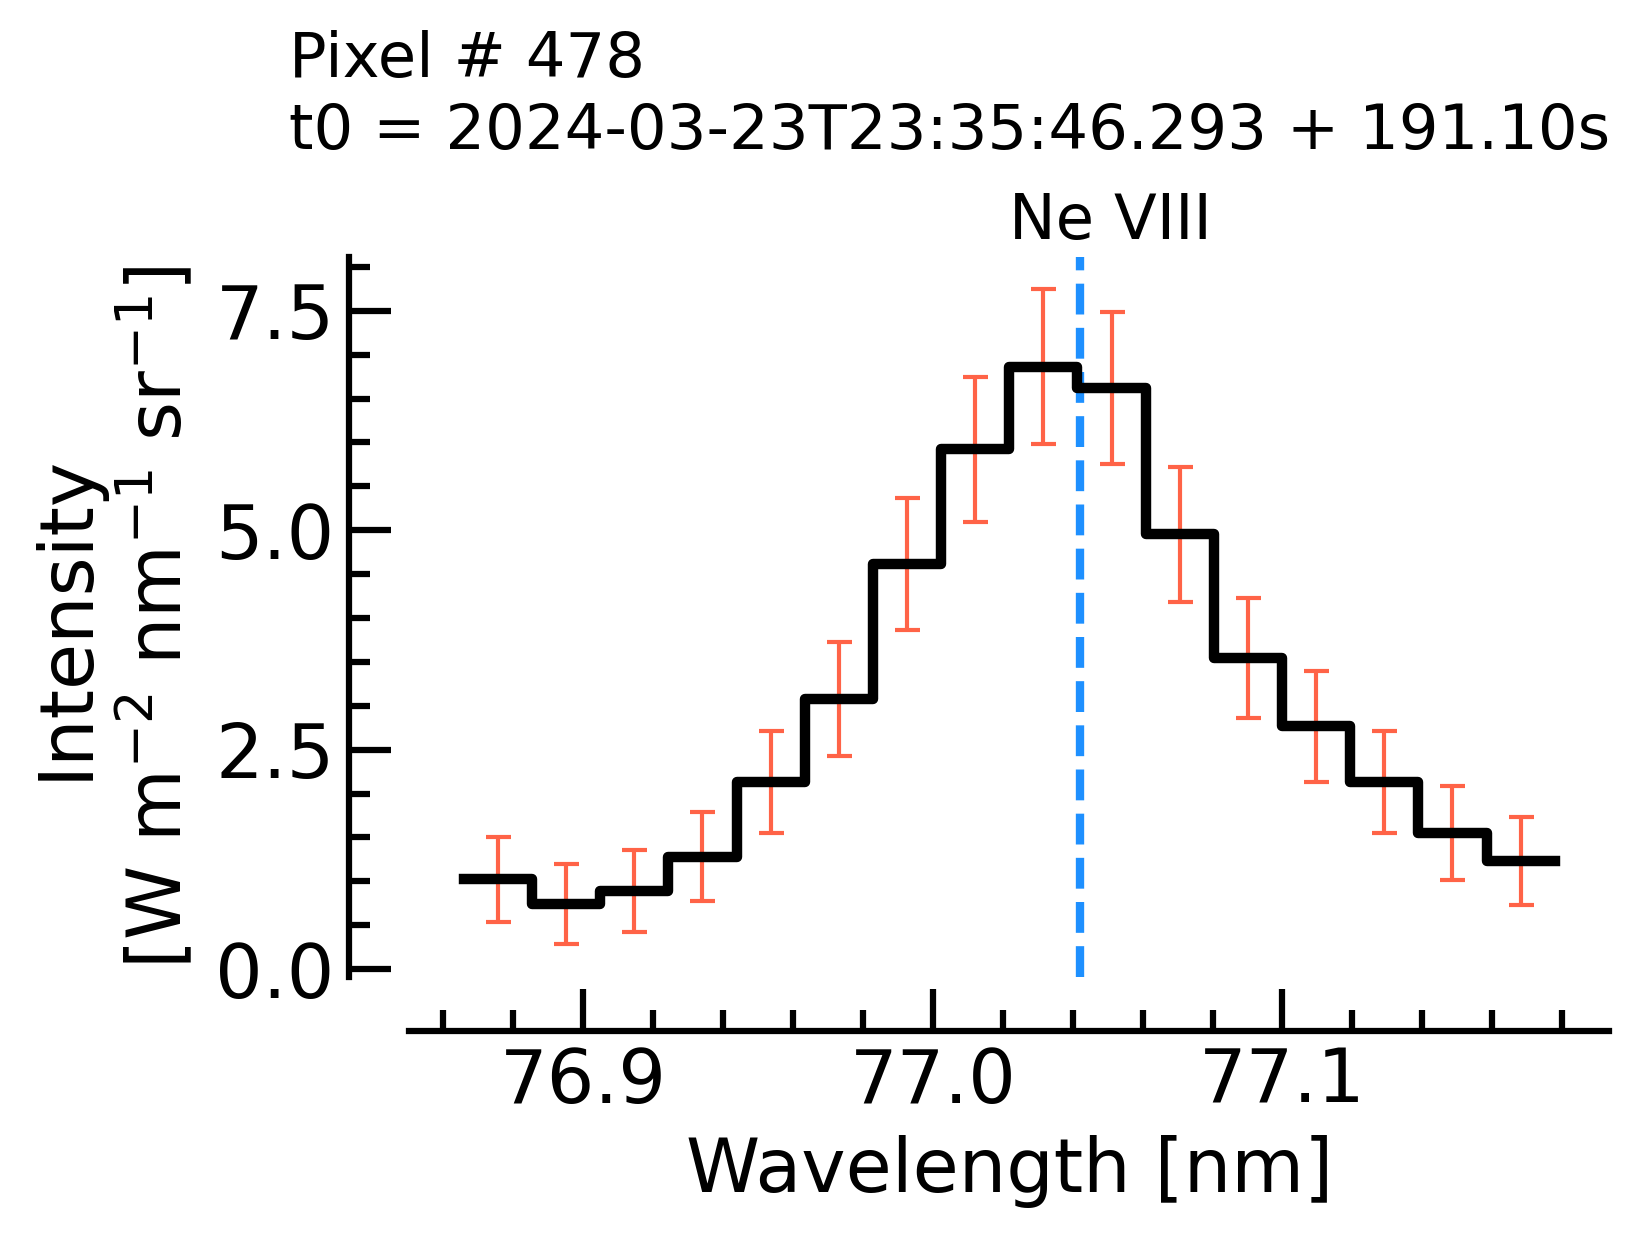 Pixel # 478
t0 = 2024-03-23T23:35:46.293 + 191.10s
Ne VIII
Intensity
[W m⁻² nm⁻¹ sr⁻¹]
7.5
5.0
2.5
0.0
76.9 77.0 77.1
Wavelength [nm]